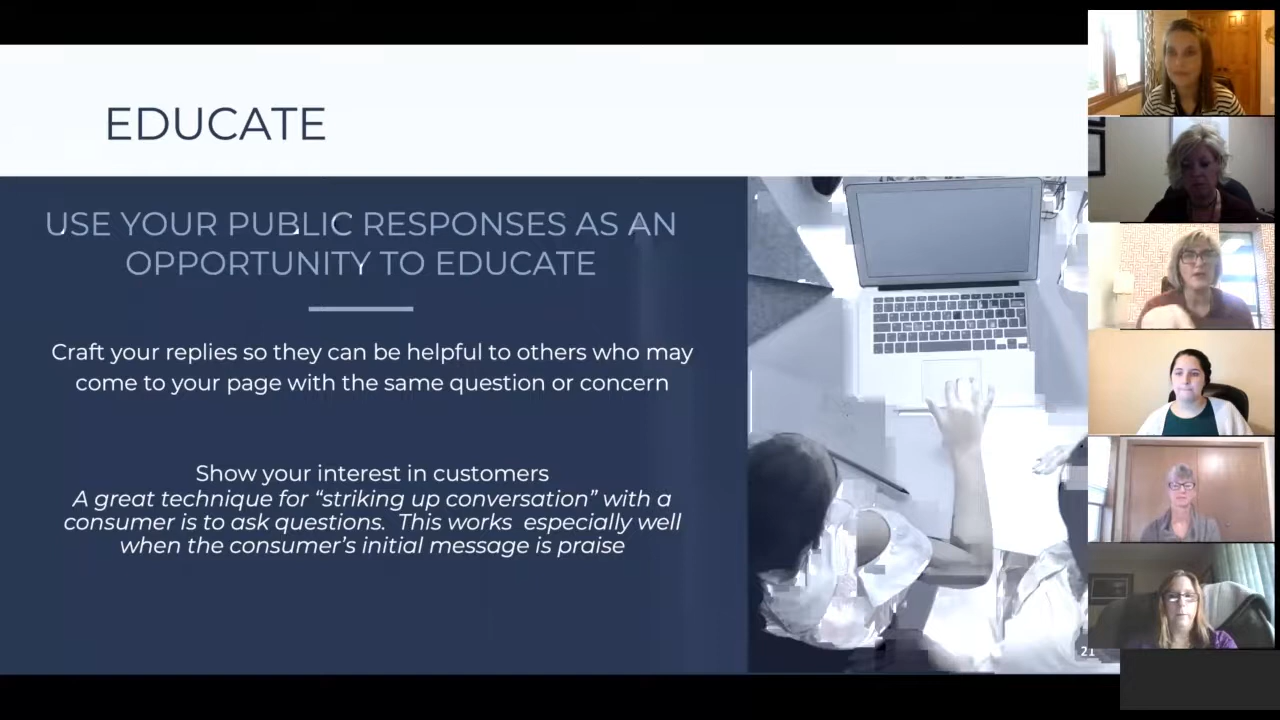 EDUCATE
USE YOUR PUBLIC RESPONSES AS AN
OPPORTUNITY TO EDUCATE
Craft your replies so they can be helpful to others who may
come to your page with the same question or concern
Show your interest in customers
A great technique for “striking up conversation” with a
consumer is to ask questions.  This works  especially well
when the consumer’s initial message is praise
21